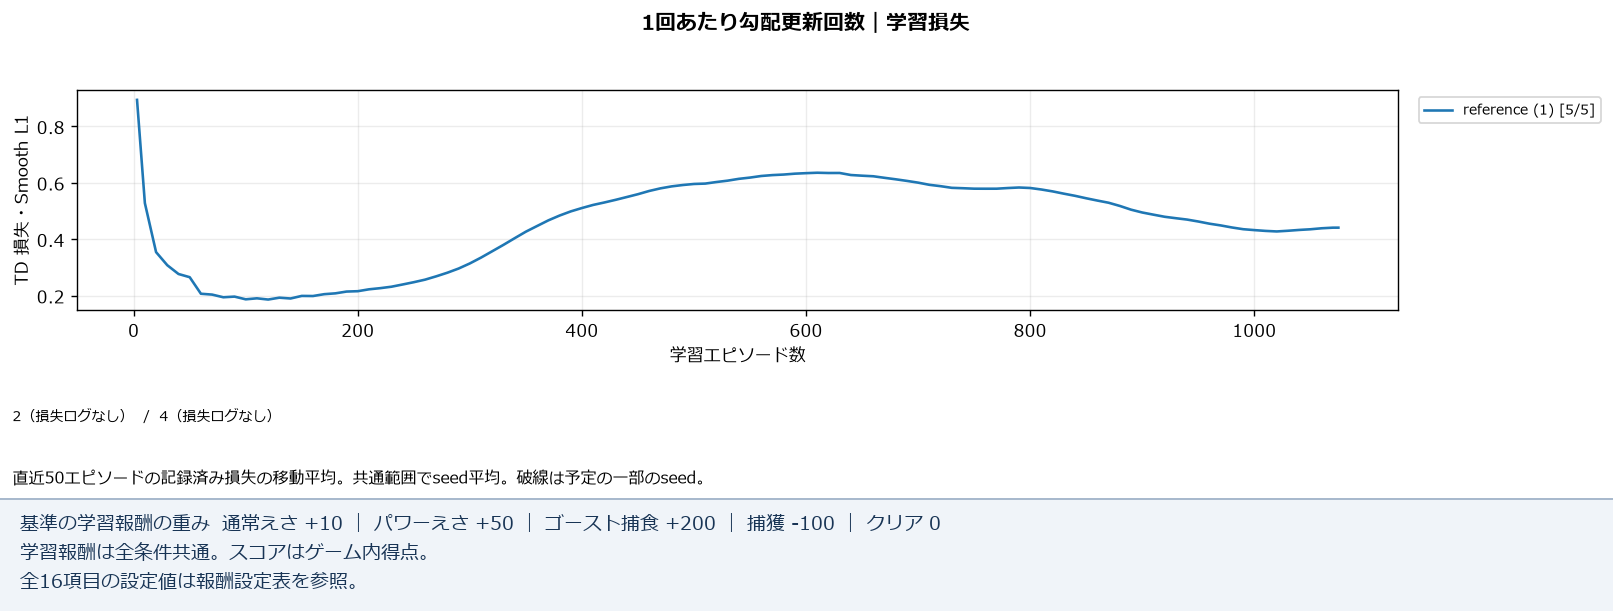 1回あたり勾配更新回数｜学習損失
TD 損失・Smooth L1
0.8
0.6
0.4
0.2
0 200 400 600 800 1000
学習エピソード数
reference (1) [5/5]
2（損失ログなし） / 4（損失ログなし）
直近50エピソードの記録済み損失の移動平均。共通範囲でseed平均。破線は予定の一部のseed。
基準の学習報酬の重み 通常えさ +10 ｜ パワーえさ +50 ｜ ゴースト捕食 +200 ｜ 捕獲 -100 ｜ クリア 0
学習報酬は全条件共通。スコアはゲーム内得点。
全16項目の設定値は報酬設定表を参照。